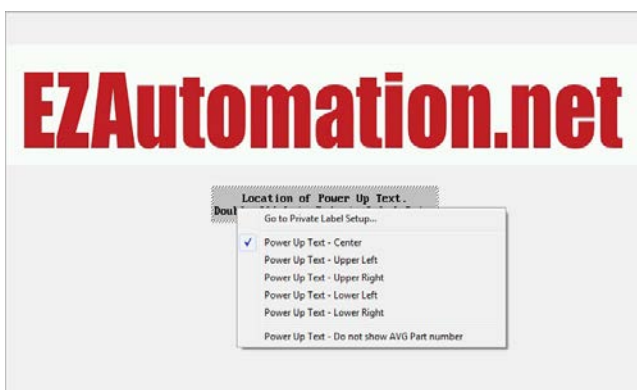 EZAutomation.net
Location of Power Up Text.
Go to Private Label Setup...
Power Up Text - Center
Power Up Text - Upper Left
Power Up Text - Upper Right
Power Up Text - Lower Left
Power Up Text - Lower Right
Power Up Text - Do not show AVG Part number